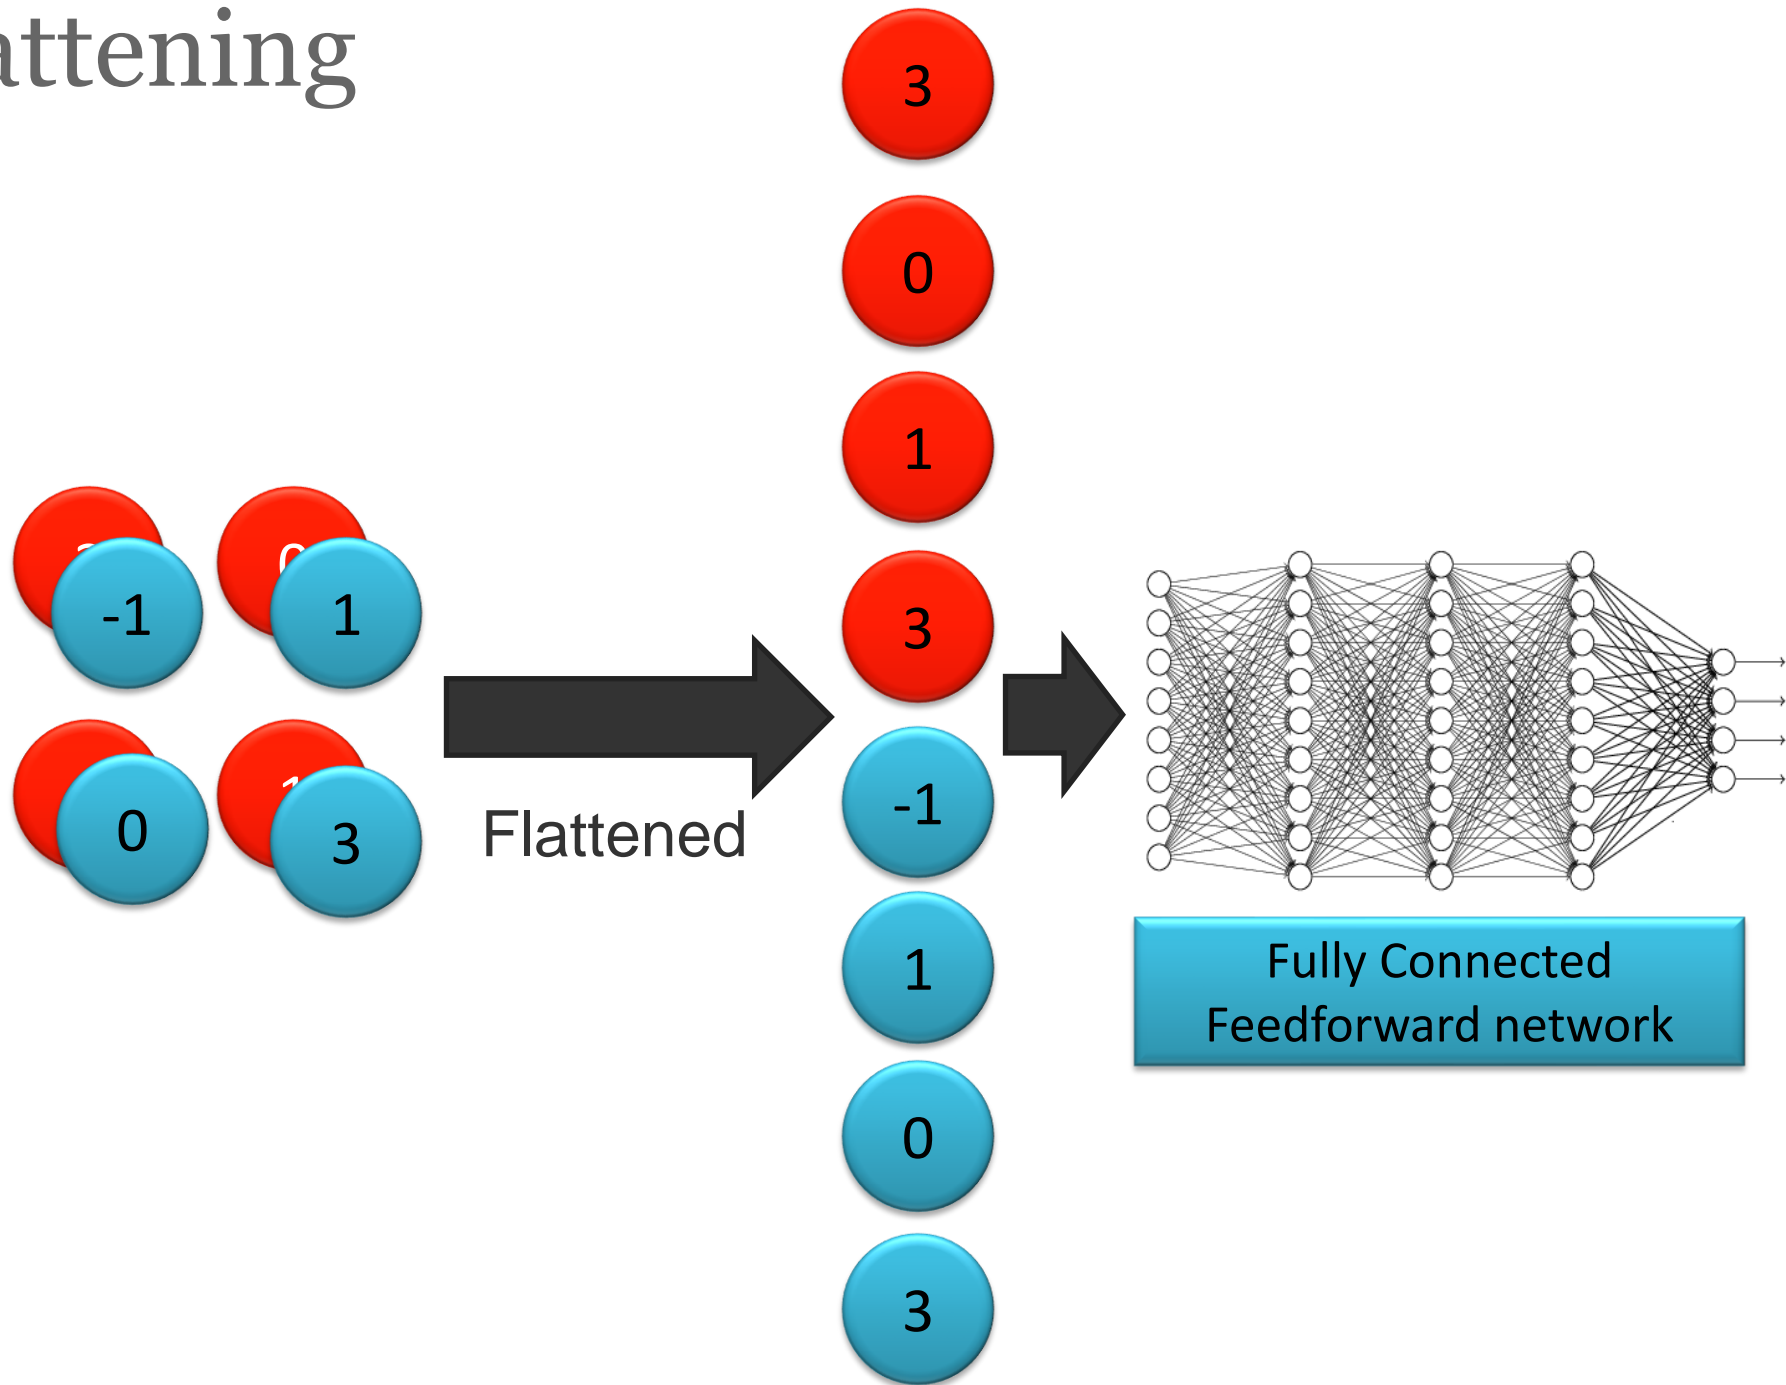 attening
3
0
1
3
-1 1
0 3
Flattened
-1
1
0
3
Fully Connected
Feedforward network